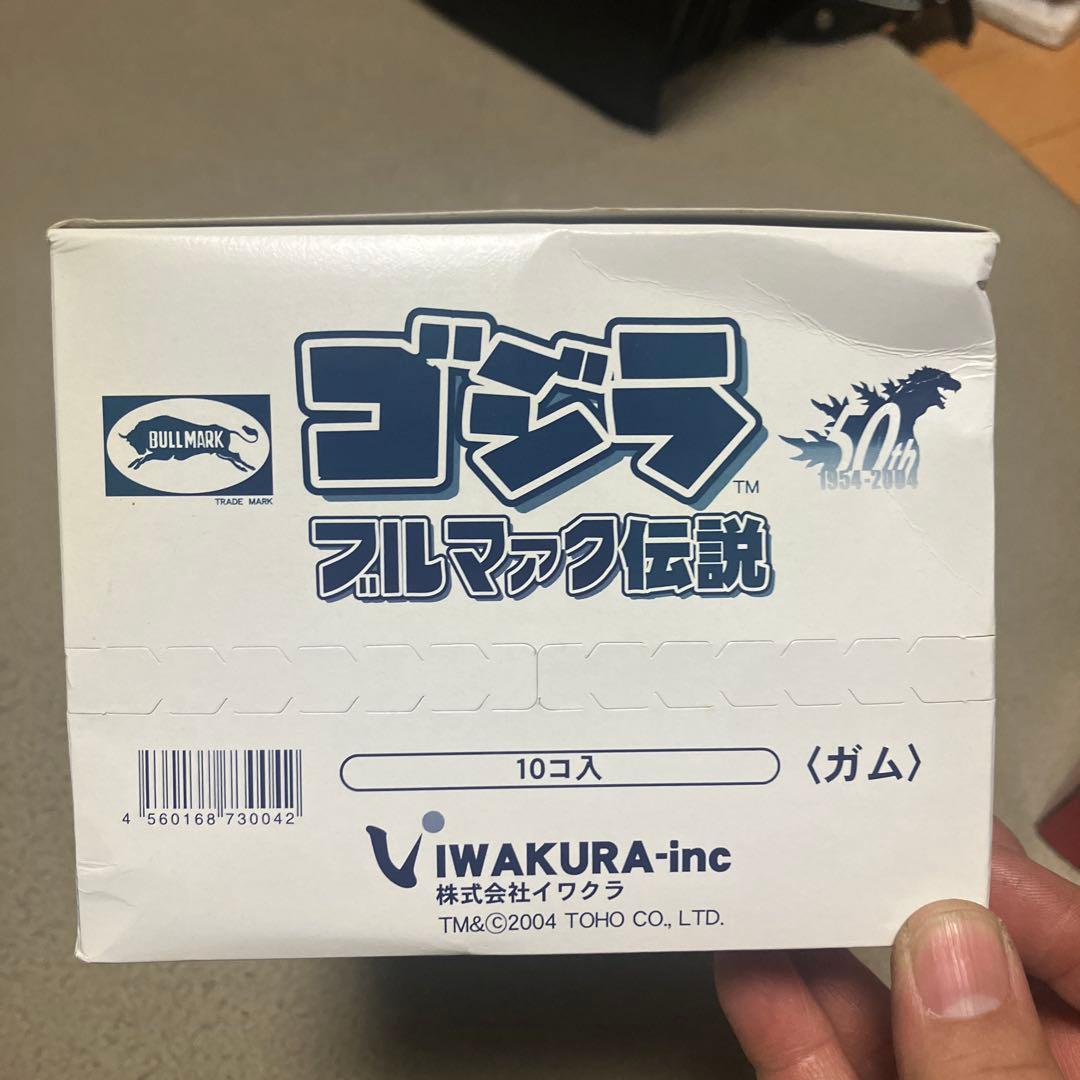 ゴジラ
TM
BULLMARK
TRADE MARK
50th
1954-2004
ブルマァク伝説
10コ入
〈ガム〉
4 560168 730042
IWAKURA-inc
株式会社イワクラ
TM&©2004 TOHO CO., LTD.